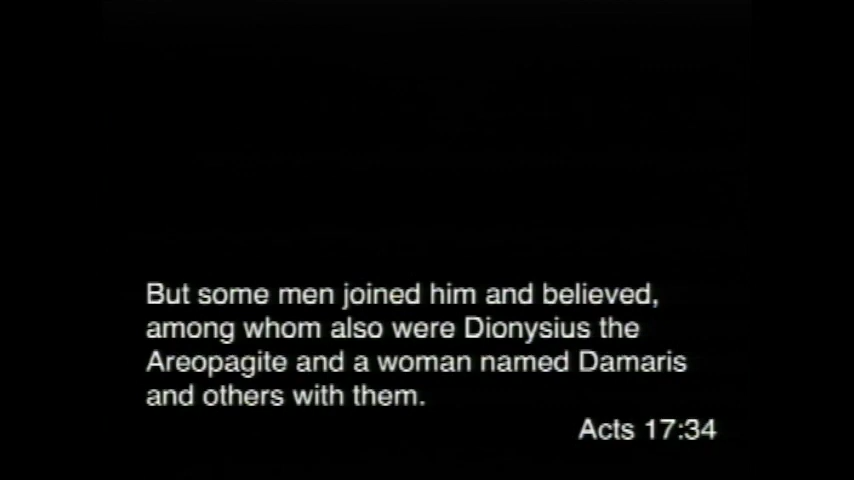 But some men joined him and believed,
among whom also were Dionysius the
Areopagite and a woman named Damaris
and others with them.
Acts 17:34